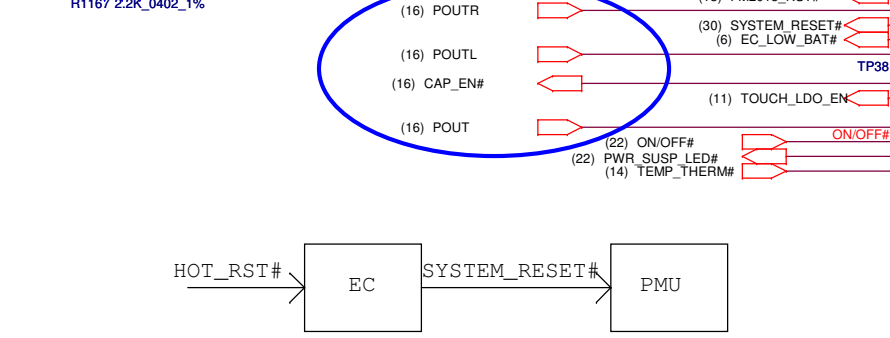 R1167 2.2K_0402_1%
(16) POUTR
(30) SYSTEM_RESET#
(6) EC_LOW_BAT#
(16) POUTL
TP38
(16) CAP_EN#
(11) TOUCH_LDO_EN
(16) POUT
ON/OFF#
(22) ON/OFF#
(22) PWR_SUSP_LED#
(14) TEMP_THERM#
HOT_RST#
EC
SYSTEM_RESET#
PMU